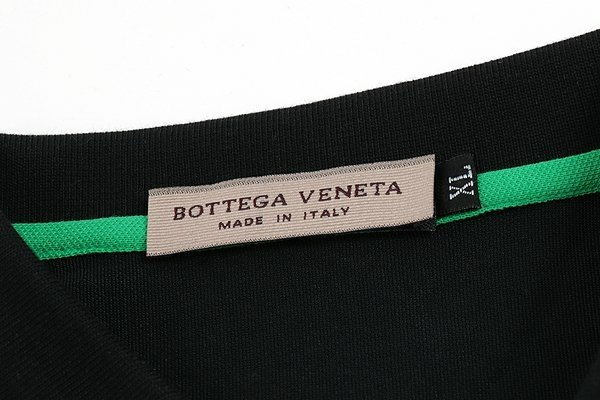 BOTTEGA VENETA
MADE IN ITALY
XL